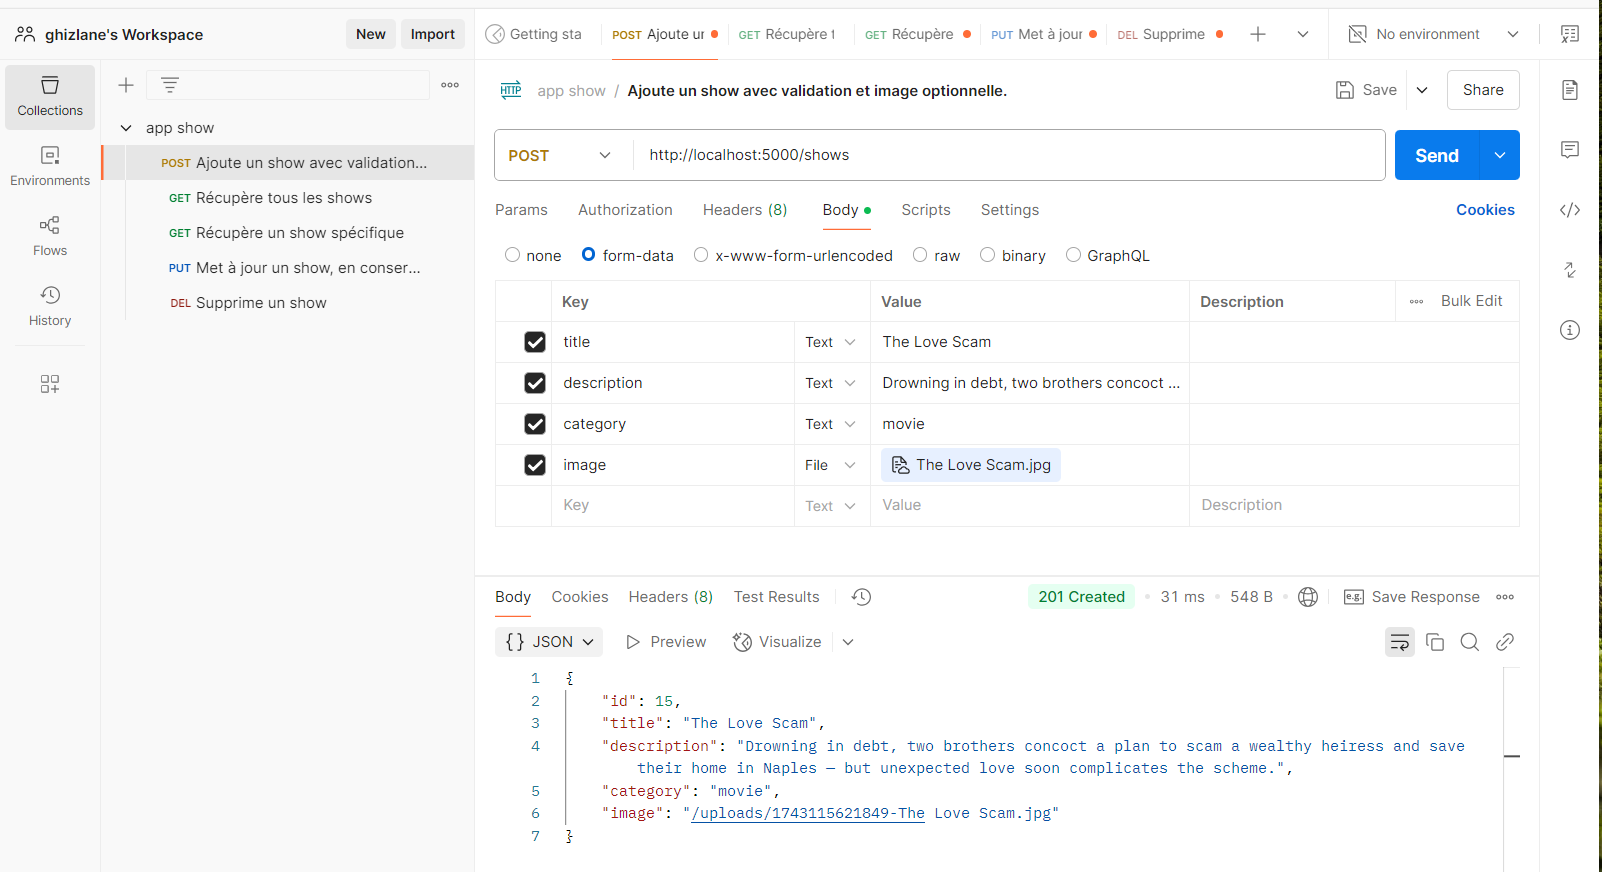 ghizlane's Workspace
New
Import
Getting sta
POST Ajoute ur
GET Récupère t
GET Récupère
PUT Met à jour
DEL Supprime
No environment
Collections
Environments
Flows
History
app show
POST Ajoute un show avec validation...
GET Récupère tous les shows
GET Récupère un show spécifique
PUT Met à jour un show, en conser...
DEL Supprime un show
HTTP app show / Ajoute un show avec validation et image optionnelle.
Save
Share
POST http://localhost:5000/shows
Send
Params Authorization Headers (8) Body Scripts Settings
Cookies
none form-data x-www-form-urlencoded raw binary GraphQL
Key Value Description Bulk Edit
title Text The Love Scam
description Text Drowning in debt, two brothers concoct ...
category Text movie
image File The Love Scam.jpg
Key Text Value Description
Body Cookies Headers (8) Test Results
201 Created 31 ms 548 B e.g. Save Response
{} JSON Preview Visualize
1 {
2 "id": 15,
3 "title": "The Love Scam",
4 "description": "Drowning in debt, two brothers concoct a plan to scam a wealthy heiress and save
their home in Naples — but unexpected love soon complicates the scheme.",
5 "category": "movie",
6 "image": "/uploads/1743115621849-The Love Scam.jpg"
7 }